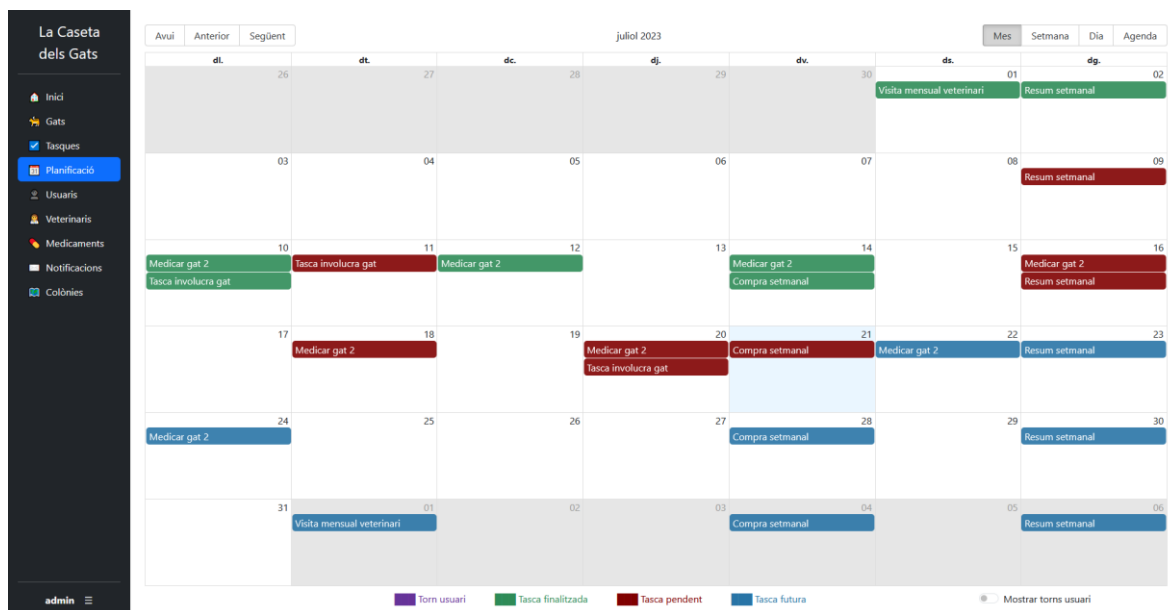 La Caseta
dels Gats
Inici
Gats
Tasques
Planificació
Usuaris
Veterinaris
Medicaments
Notificacions
Colònies
admin
Avui Anterior Següent
juliol 2023
Mes Setmana Dia Agenda
dl. dt. dc. dj. dv. ds. dg.
26 27 28 29 30 01 02
Visita mensual veterinari Resum setmanal
03 04 05 06 07 08 09
Resum setmanal
10 11 12 13 14 15 16
Medicar gat 2 Tasca involucra gat Medicar gat 2 Medicar gat 2 Medicar gat 2
Tasca involucra gat Compra setmanal Resum setmanal
17 18 19 20 21 22 23
Medicar gat 2 Medicar gat 2 Compra setmanal Medicar gat 2 Resum setmanal
Tasca involucra gat
24 25 26 27 28 29 30
Medicar gat 2 Compra setmanal Resum setmanal
31 01 02 03 04 05 06
Visita mensual veterinari Compra setmanal Resum setmanal
Torn usuari Tasca finalitzada Tasca pendent Tasca futura Mostrar torns usuari